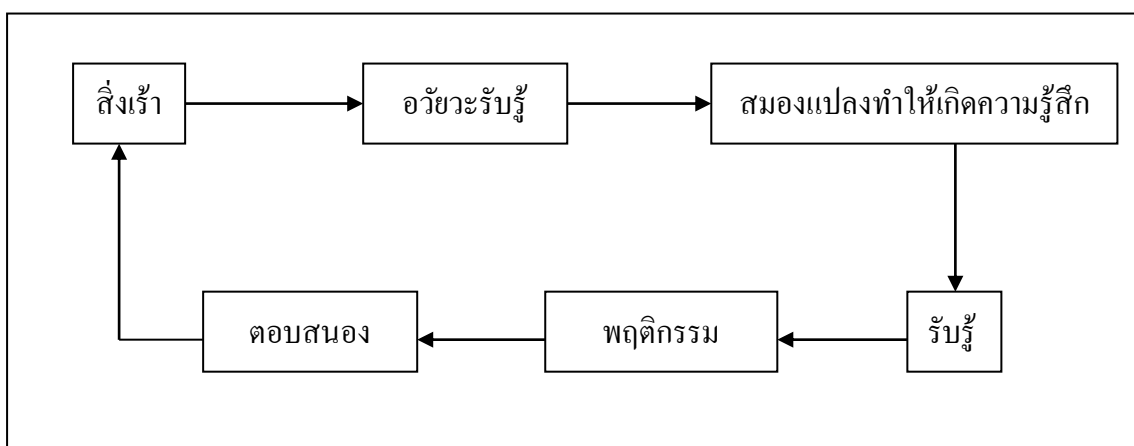 สิ่งเร้า
อวัยวะรับรู้
สมองแปลงทำให้เกิดความรู้สึก
รับรู้
พฤติกรรม
ตอบสนอง